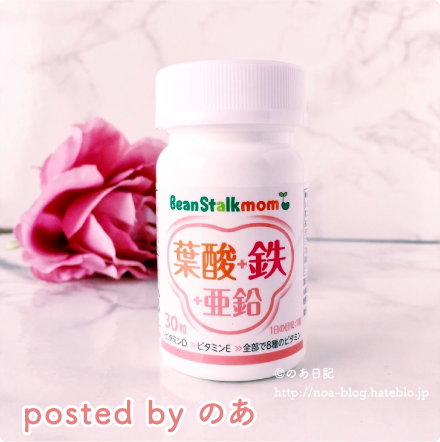 BeanStalkmom
葉酸+鉄
+亜鉛
30粒
1日の目安:1粒
ビタミンD ≫ビタミンE ≫全部で8種のビタミン
©のあ日記
http://noa-blog.hateblo.jp
posted by のあ